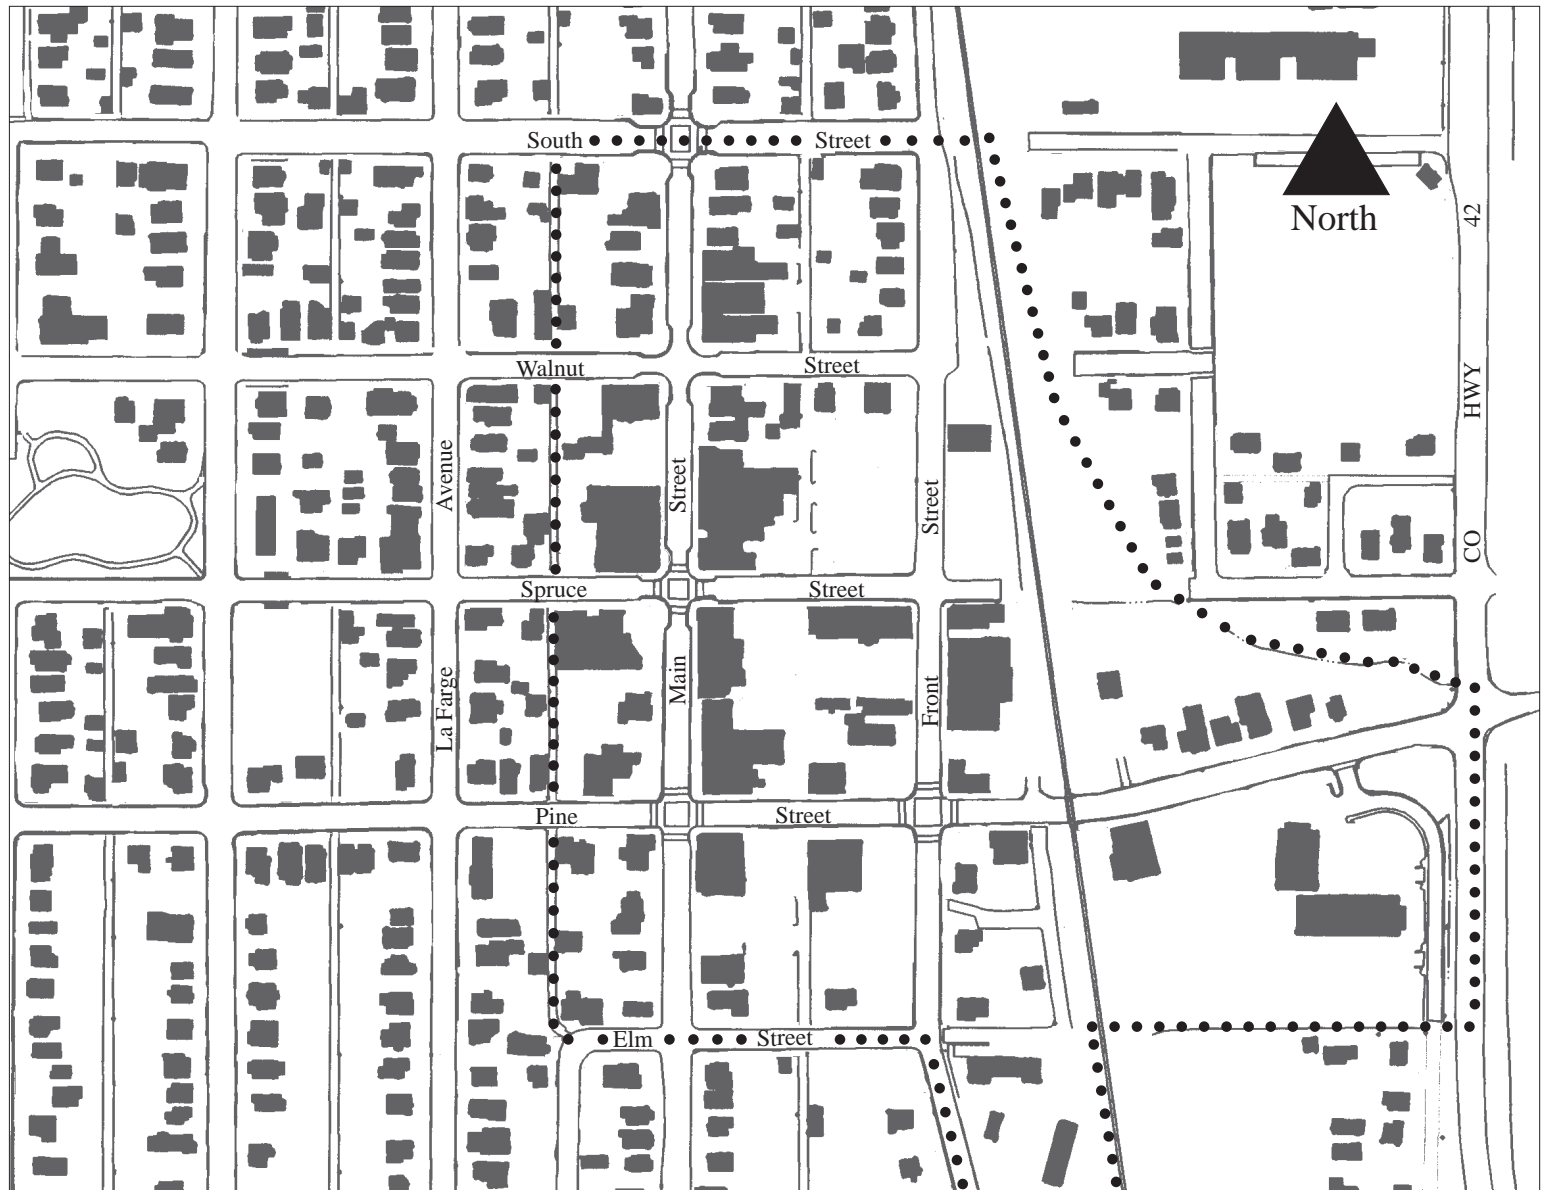 South Street
North
42
Walnut Street
HWY
Avenue
Street
Street
CO
Spruce Street
La Farge
Main
Front
Pine Street
Elm Street